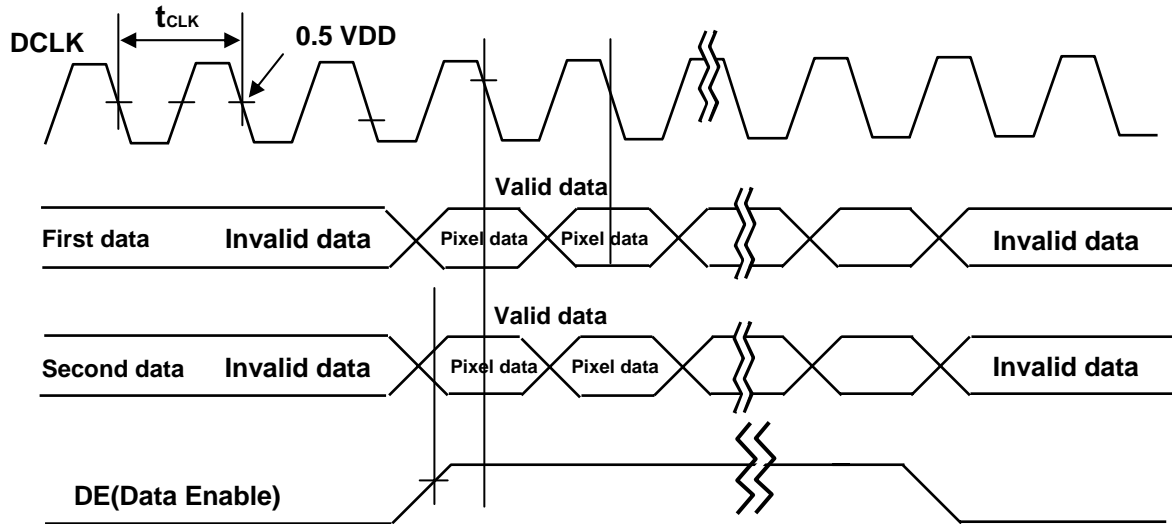 tCLK
DCLK
0.5 VDD
Valid data
First data Invalid data Pixel data Pixel data Invalid data
Valid data
Second data Invalid data Pixel data Pixel data Invalid data
DE(Data Enable)